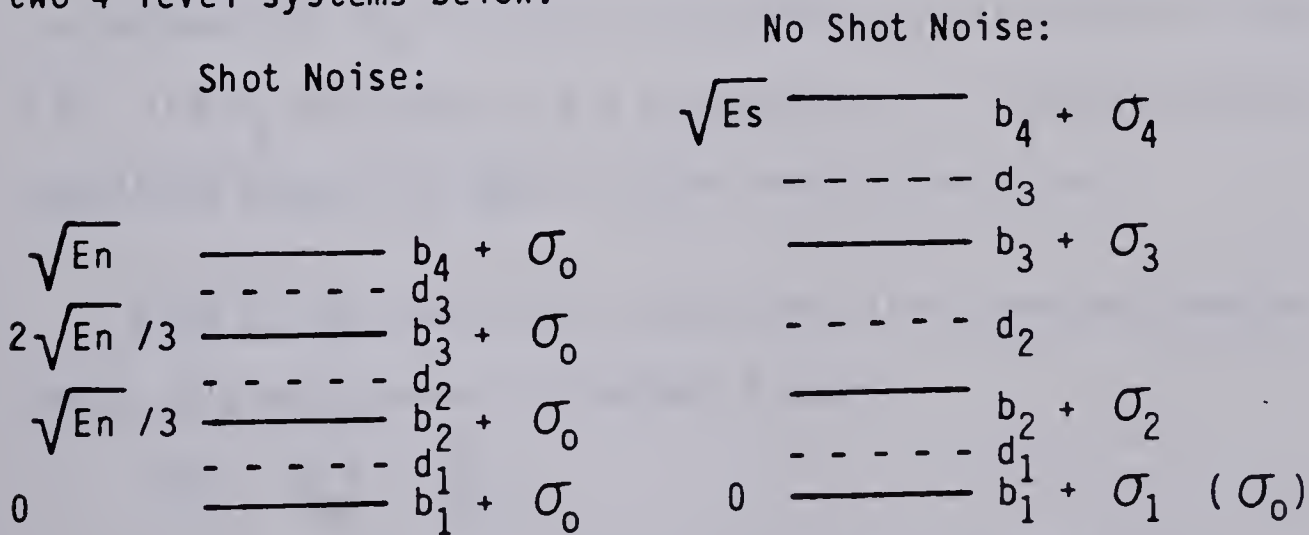 two 4 level systems below.
No Shot Noise:
Shot Noise:
√Es b₄ + σ₄
d₃
b₃ + σ₃
d₂
b₂ + σ₂
d₁
0 b₁ + σ₁ (σ₀)
√En b₄ + σ₀
d₃
2√En /3 b₃ + σ₀
d₂
√En /3 b₂ + σ₀
d₁
0 b₁ + σ₀